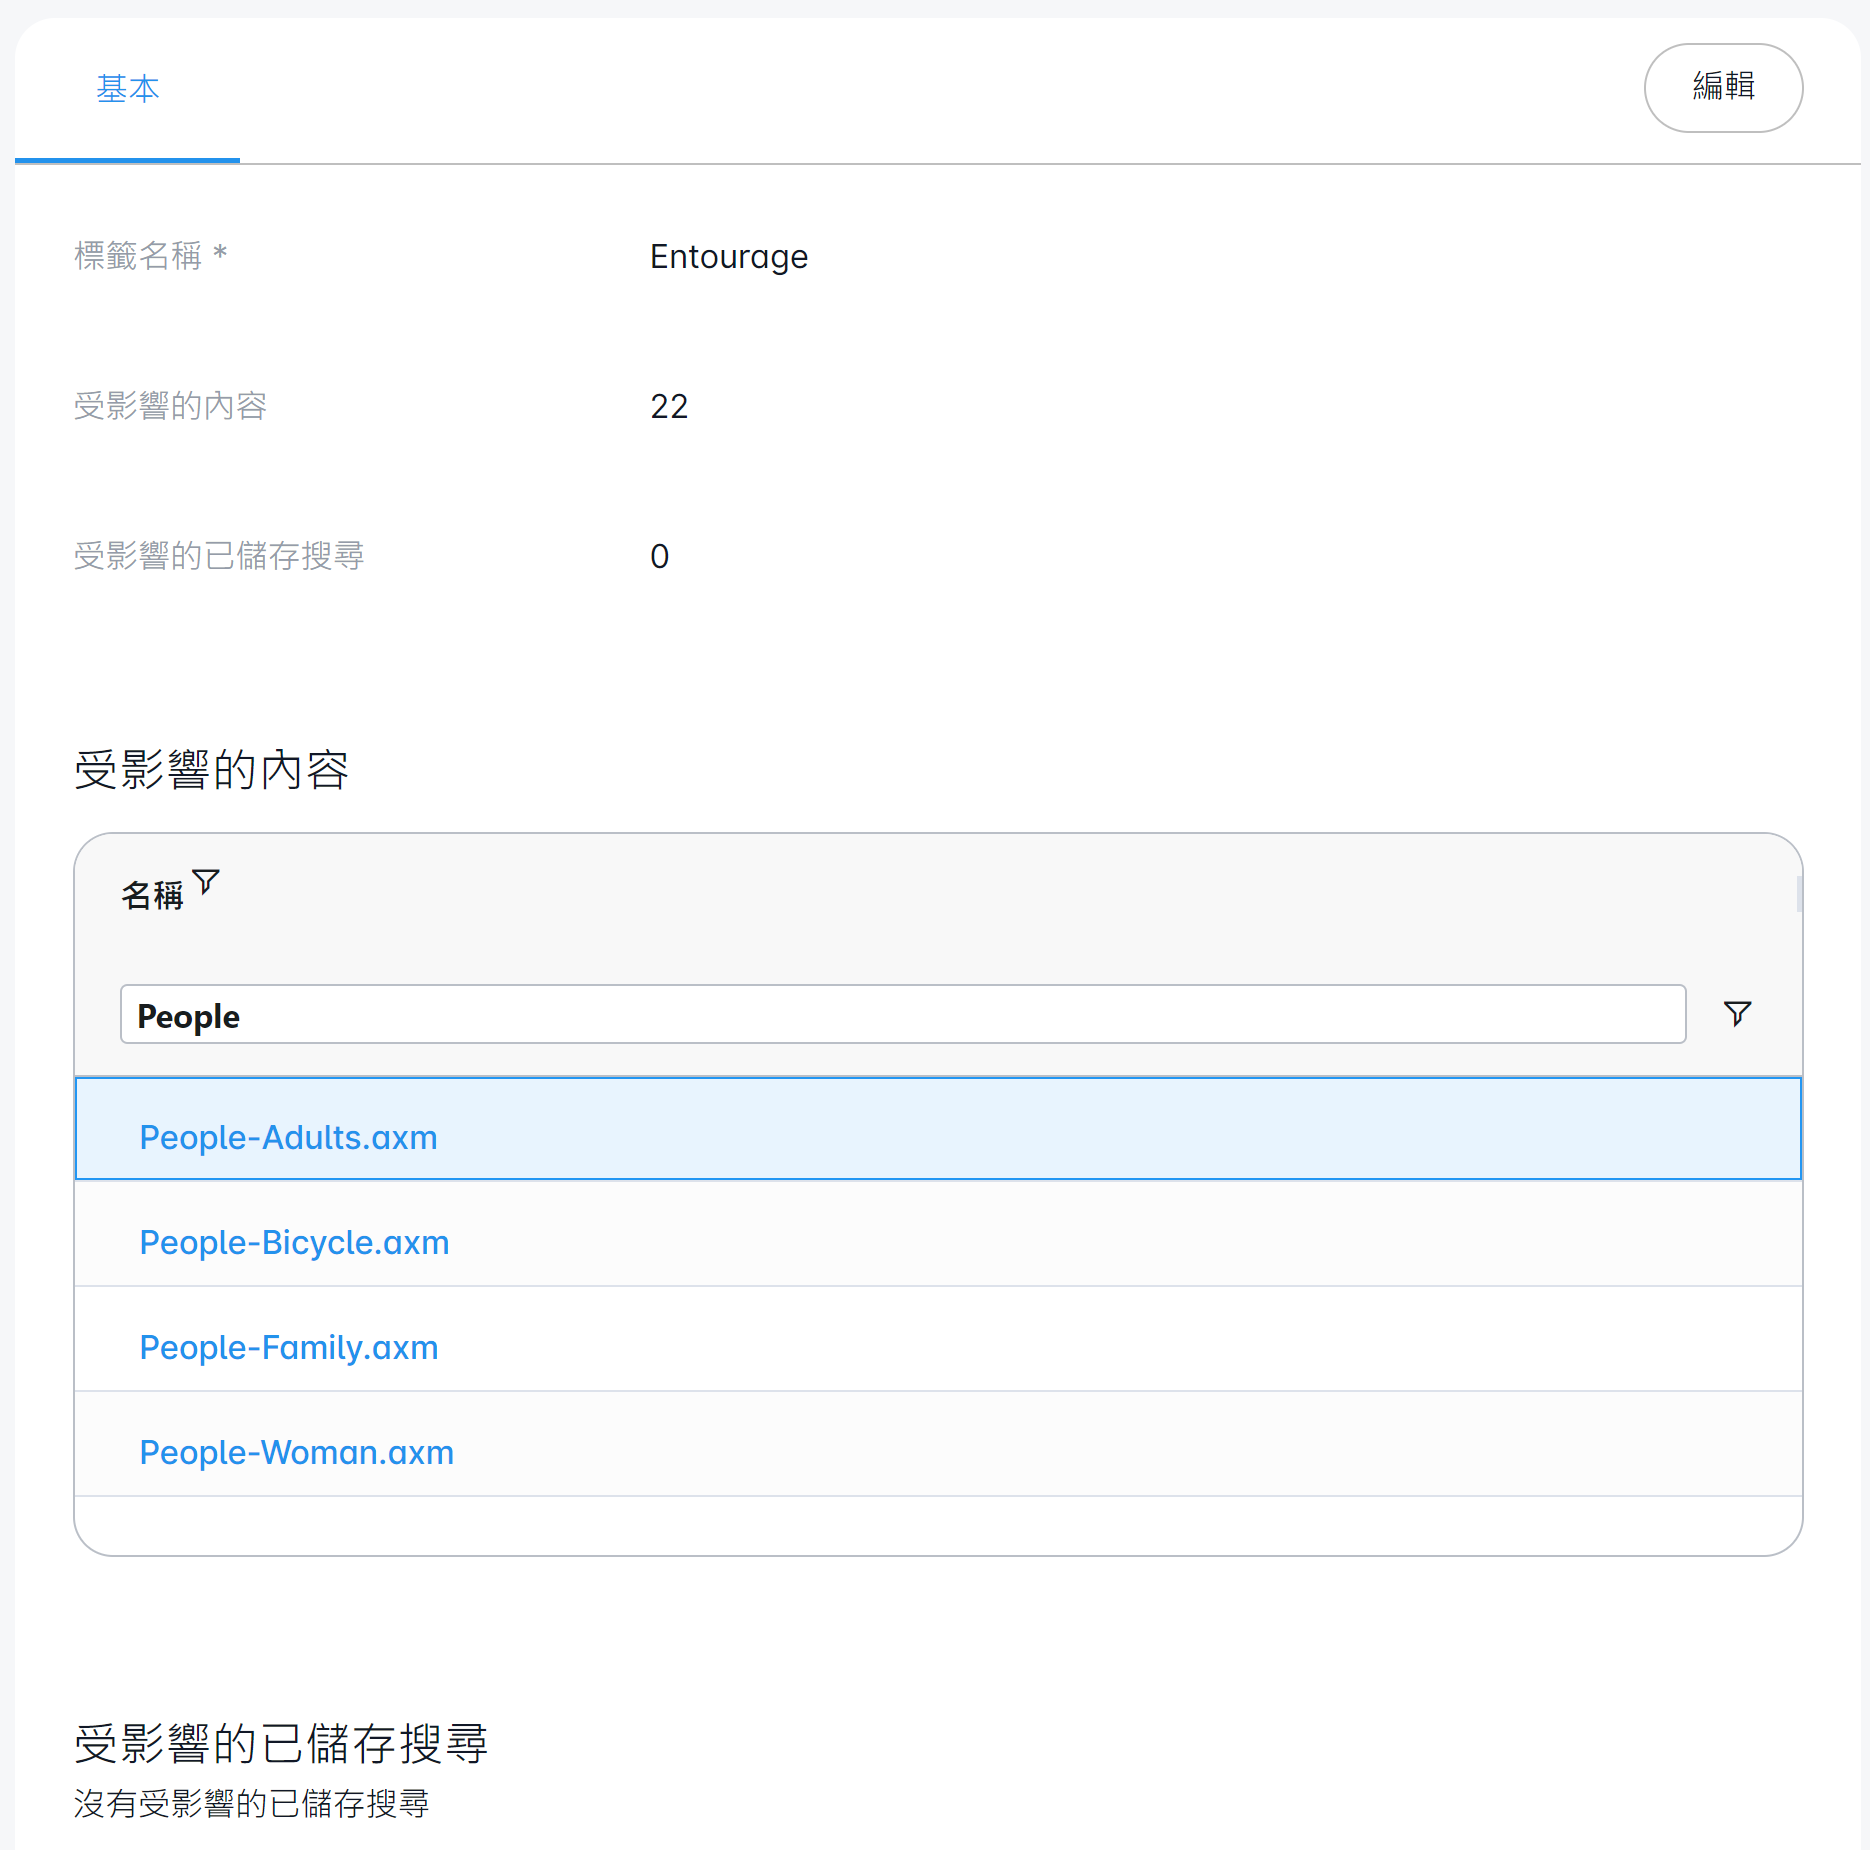 基本
編輯
標籤名稱 *
Entourage
受影響的內容
22
受影響的已儲存搜尋
0
受影響的內容
名稱
People
People-Adults.axm
People-Bicycle.axm
People-Family.axm
People-Woman.axm
受影響的已儲存搜尋
沒有受影響的已儲存搜尋